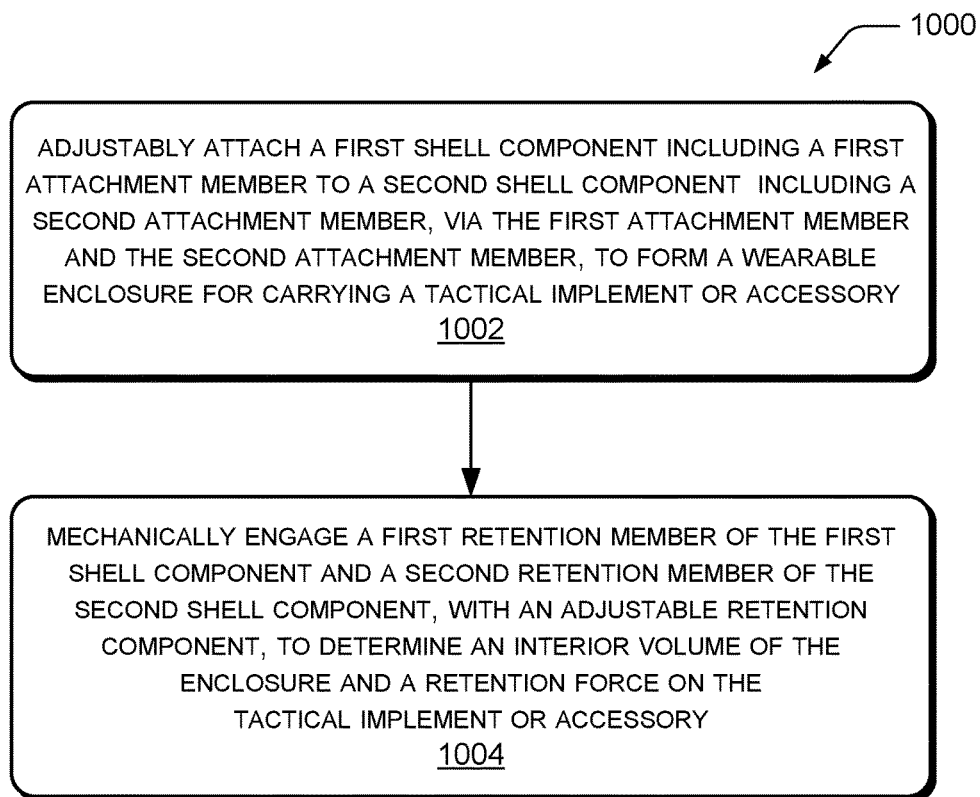 1000
ADJUSTABLY ATTACH A FIRST SHELL COMPONENT INCLUDING A FIRST
ATTACHMENT MEMBER TO A SECOND SHELL COMPONENT INCLUDING A
SECOND ATTACHMENT MEMBER, VIA THE FIRST ATTACHMENT MEMBER
AND THE SECOND ATTACHMENT MEMBER, TO FORM A WEARABLE
ENCLOSURE FOR CARRYING A TACTICAL IMPLEMENT OR ACCESSORY
1002
MECHANICALLY ENGAGE A FIRST RETENTION MEMBER OF THE FIRST
SHELL COMPONENT AND A SECOND RETENTION MEMBER OF THE
SECOND SHELL COMPONENT, WITH AN ADJUSTABLE RETENTION
COMPONENT, TO DETERMINE AN INTERIOR VOLUME OF THE
ENCLOSURE AND A RETENTION FORCE ON THE
TACTICAL IMPLEMENT OR ACCESSORY
1004